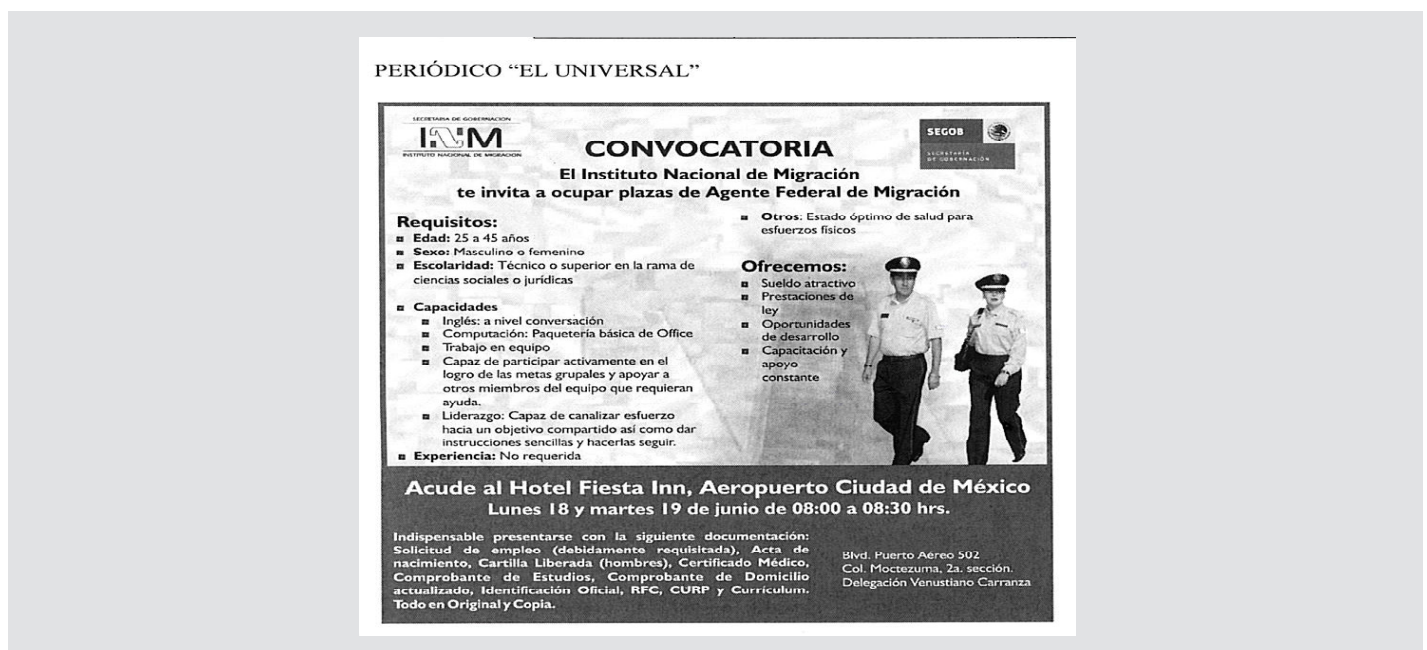 PERIÓDICO “EL UNIVERSAL”
SECRETARIA DE GOBERNACION
INM
INSTITUTO NACIONAL DE MIGRACION
SEGOB
SECRETARÍA
DE GOBERNACIÓN
CONVOCATORIA
El Instituto Nacional de Migración
te invita a ocupar plazas de Agente Federal de Migración
Requisitos:
Edad: 25 a 45 años
Sexo: Masculino o femenino
Escolaridad: Técnico o superior en la rama de
ciencias sociales o jurídicas
Capacidades
Inglés: a nivel conversación
Computación: Paquetería básica de Office
Trabajo en equipo
Capaz de participar activamente en el
logro de las metas grupales y apoyar a
otros miembros del equipo que requieran
ayuda.
Liderazgo: Capaz de canalizar esfuerzo
hacia un objetivo compartido así como dar
instrucciones sencillas y hacerlas seguir.
Experiencia: No requerida
Otros: Estado óptimo de salud para
esfuerzos físicos
Ofrecemos:
Sueldo atractivo
Prestaciones de
ley
Oportunidades
de desarrollo
Capacitación y
apoyo
constante
Acude al Hotel Fiesta Inn, Aeropuerto Ciudad de México
Lunes 18 y martes 19 de junio de 08:00 a 08:30 hrs.
Indispensable presentarse con la siguiente documentación:
Solicitud de empleo (debidamente requisitada), Acta de
nacimiento, Cartilla Liberada (hombres), Certificado Médico,
Comprobante de Estudios, Comprobante de Domicilio
actualizado, Identificación Oficial, RFC, CURP y Currículum.
Todo en Original y Copia.
Blvd. Puerto Aéreo 502
Col. Moctezuma, 2a. sección.
Delegación Venustiano Carranza